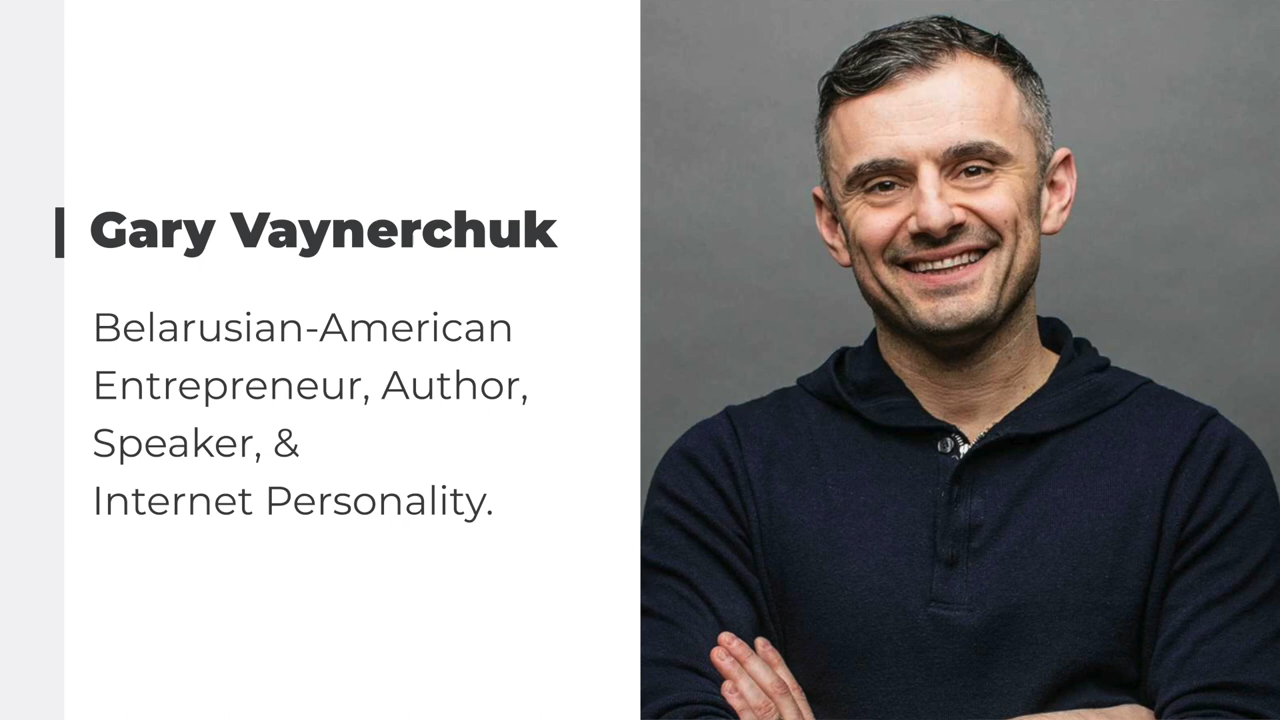 Gary Vaynerchuk
Belarusian-American
Entrepreneur, Author,
Speaker, &
Internet Personality.